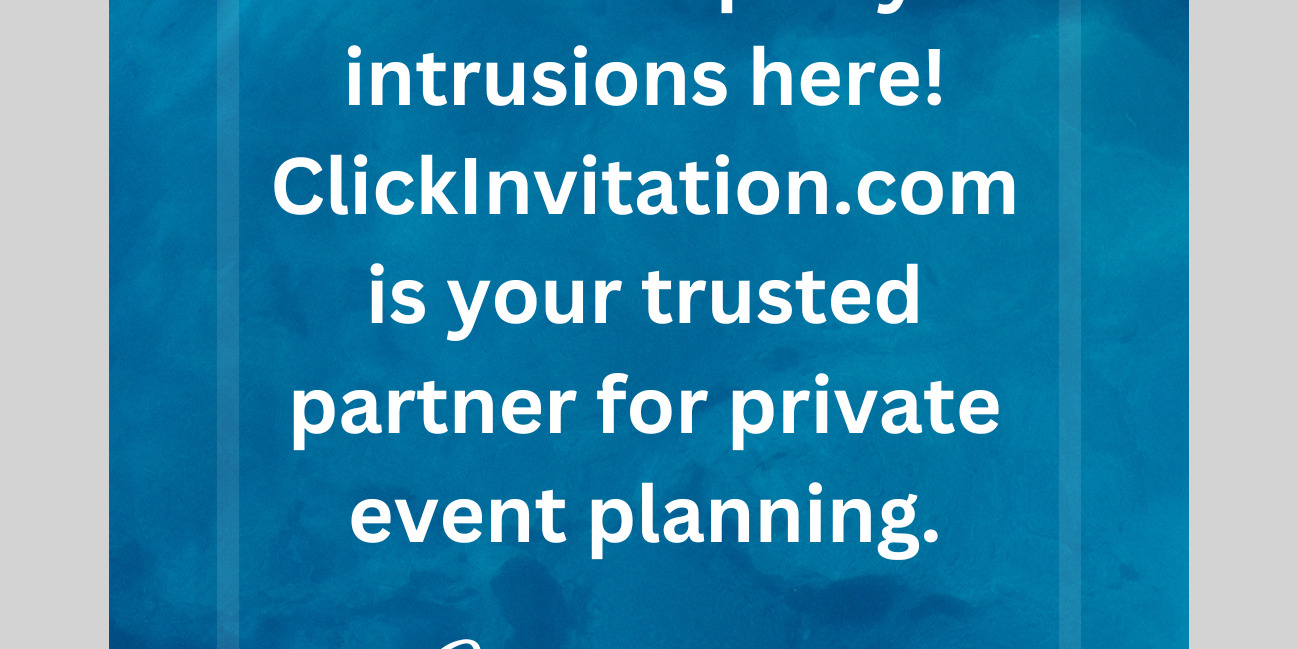 intrusions here!
ClickInvitation.com
is your trusted
partner for private
event planning.